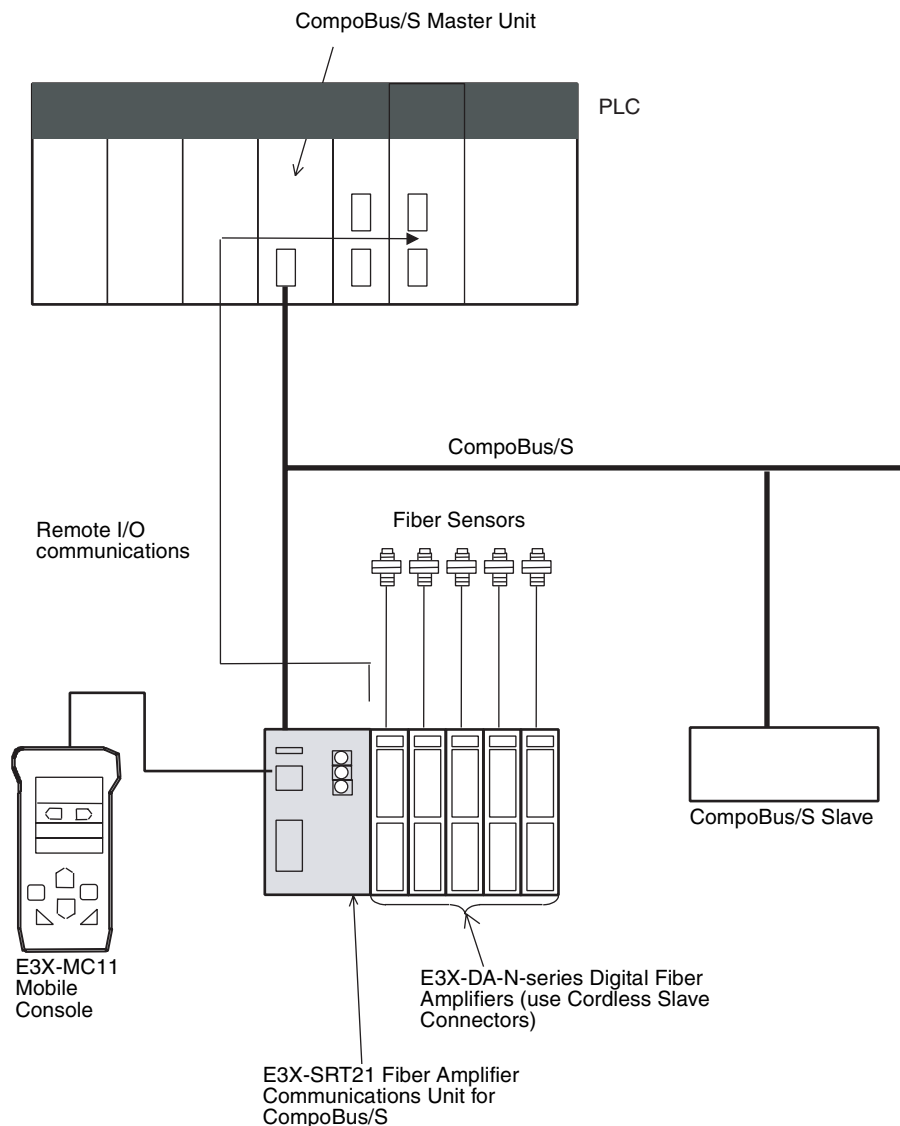 CompoBus/S Master Unit
PLC
CompoBus/S
Remote I/O
communications
Fiber Sensors
CompoBus/S Slave
E3X-MC11
Mobile
Console
E3X-DA-N-series Digital Fiber
Amplifiers (use Cordless Slave
Connectors)
E3X-SRT21 Fiber Amplifier
Communications Unit for
CompoBus/S